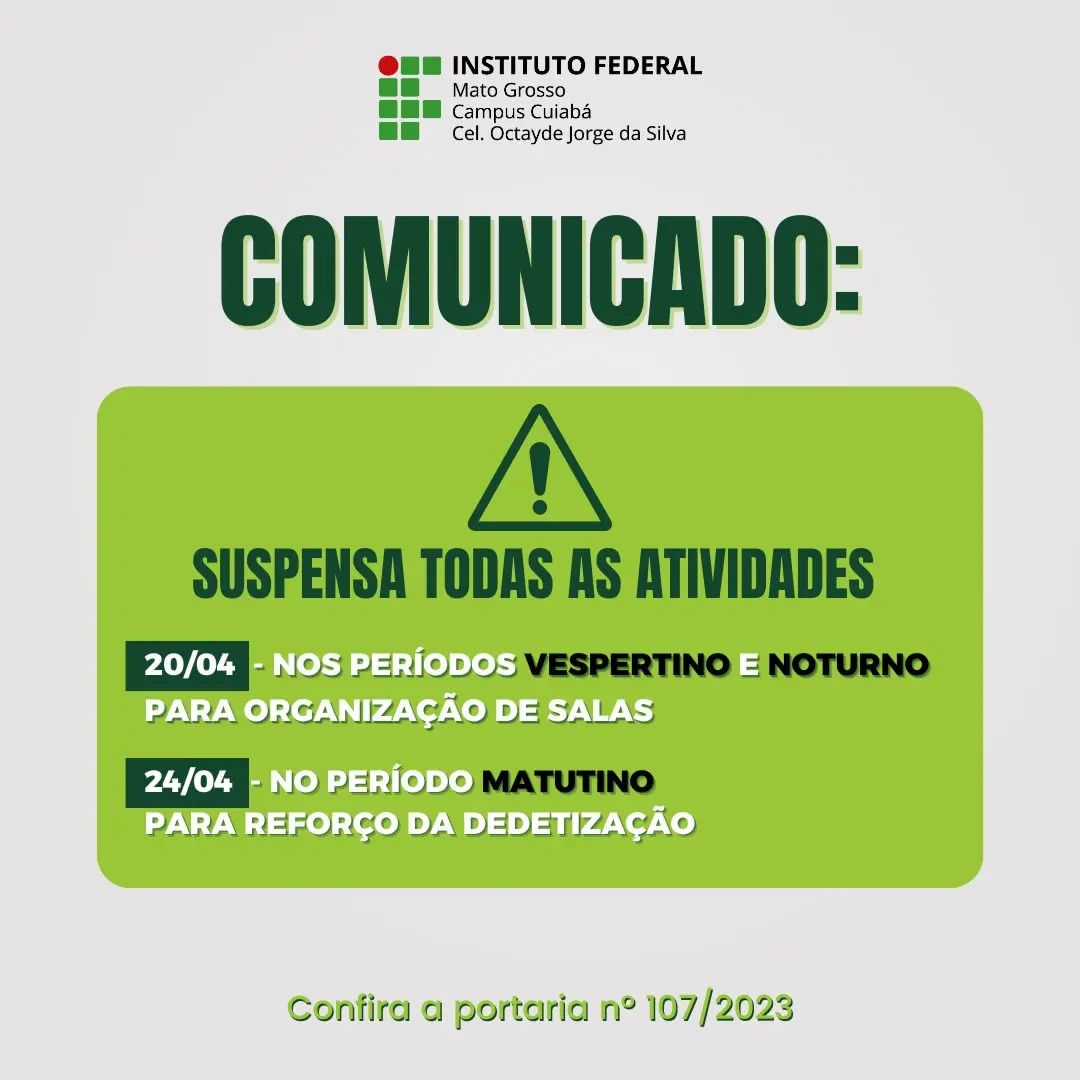 INSTITUTO FEDERAL
Mato Grosso
Campus Cuiabá
Cel. Octayde Jorge da Silva
COMUNICADO:
SUSPENSA TODAS AS ATIVIDADES
20/04 - NOS PERÍODOS VESPERTINO E NOTURNO
PARA ORGANIZAÇÃO DE SALAS
24/04 - NO PERÍODO MATUTINO
PARA REFORÇO DA DEDETIZAÇÃO
Confira a portaria nº 107/2023